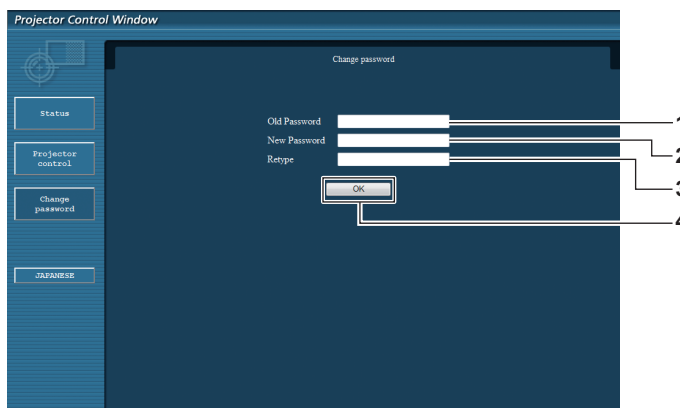 Projector Control Window
Change password
Status
Projector
control
Change
password
JAPANESE
Old Password
New Password
Retype
OK
1
2
3
4